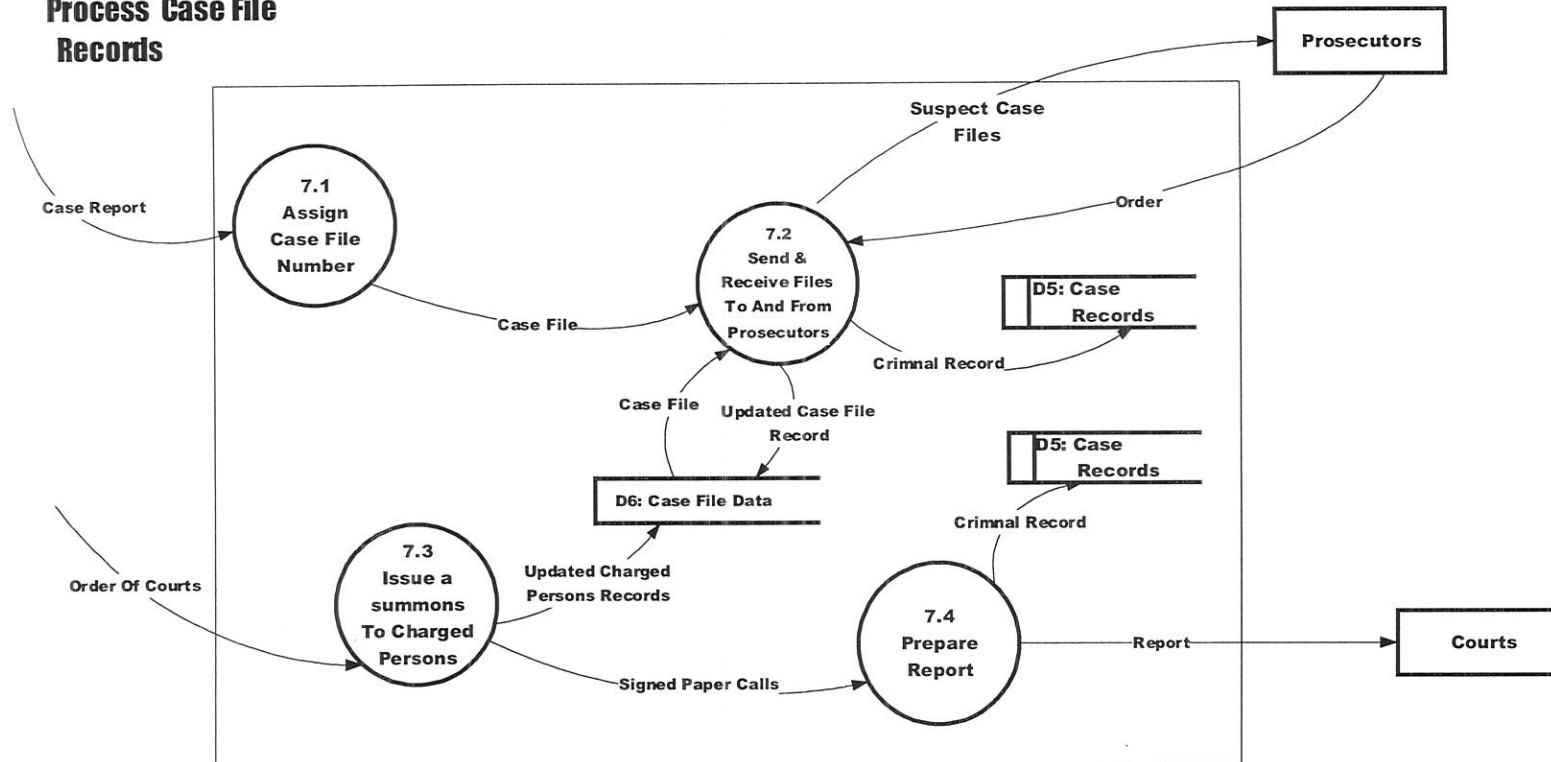 Process Case File
Records
Prosecutors
Suspect Case
Files
7.1
Assign
Case File
Number
Case Report
Order
7.2
Send &
Receive Files
To And From
Prosecutors
D5: Case
Records
Case File
Crimnal Record
Case File
Updated Case File
Record
D5: Case
Records
D6: Case File Data
Crimnal Record
7.3
Issue a
summons
To Charged
Persons
Updated Charged
Persons Records
Order Of Courts
7.4
Prepare
Report
Report
Courts
Signed Paper Calls